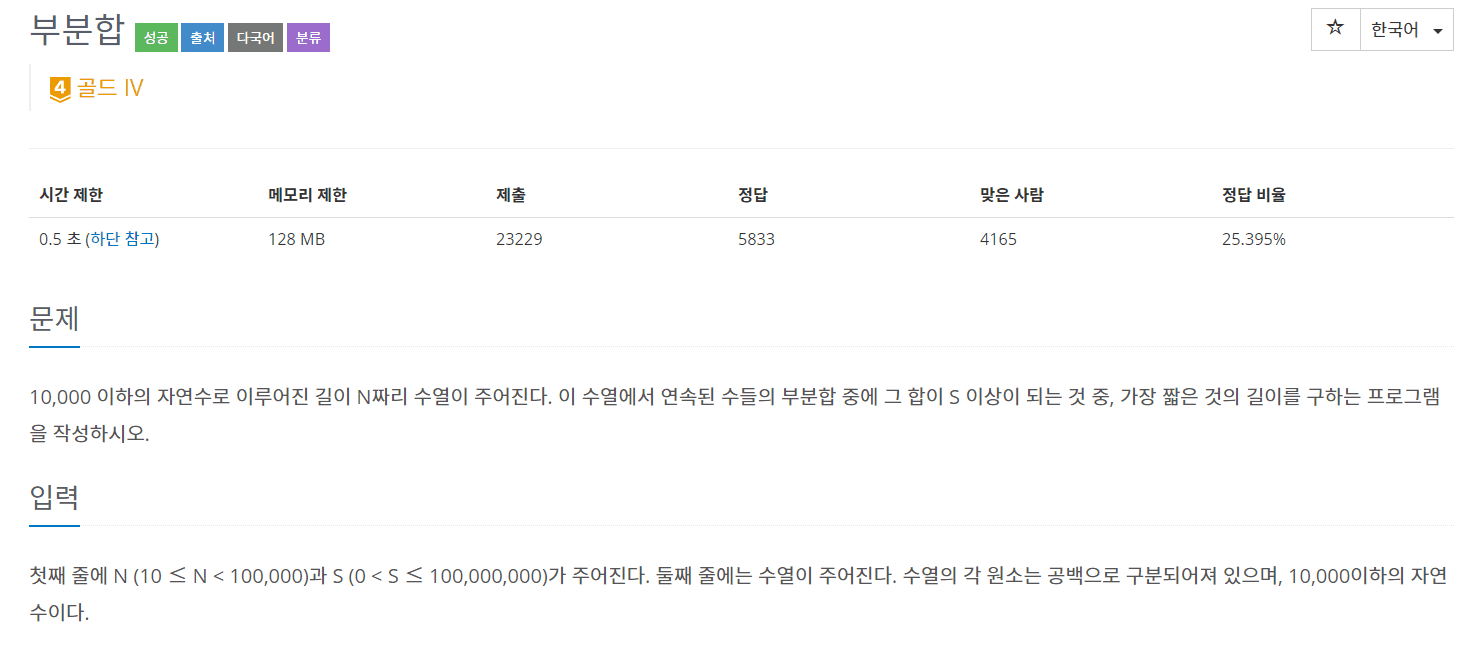 부분합 성공 출처 다국어 분류 ☆ 한국어
4 골드 IV
시간 제한 메모리 제한 제출 정답 맞은 사람 정답 비율
0.5 초 (하단 참고) 128 MB 23229 5833 4165 25.395%
문제
10,000 이하의 자연수로 이루어진 길이 N짜리 수열이 주어진다. 이 수열에서 연속된 수들의 부분합 중에 그 합이 S 이상이 되는 것 중, 가장 짧은 것의 길이를 구하는 프로그램
을 작성하시오.
입력
첫째 줄에 N (10 ≤ N < 100,000)과 S (0 < S ≤ 100,000,000)가 주어진다. 둘째 줄에는 수열이 주어진다. 수열의 각 원소는 공백으로 구분되어져 있으며, 10,000이하의 자연
수이다.